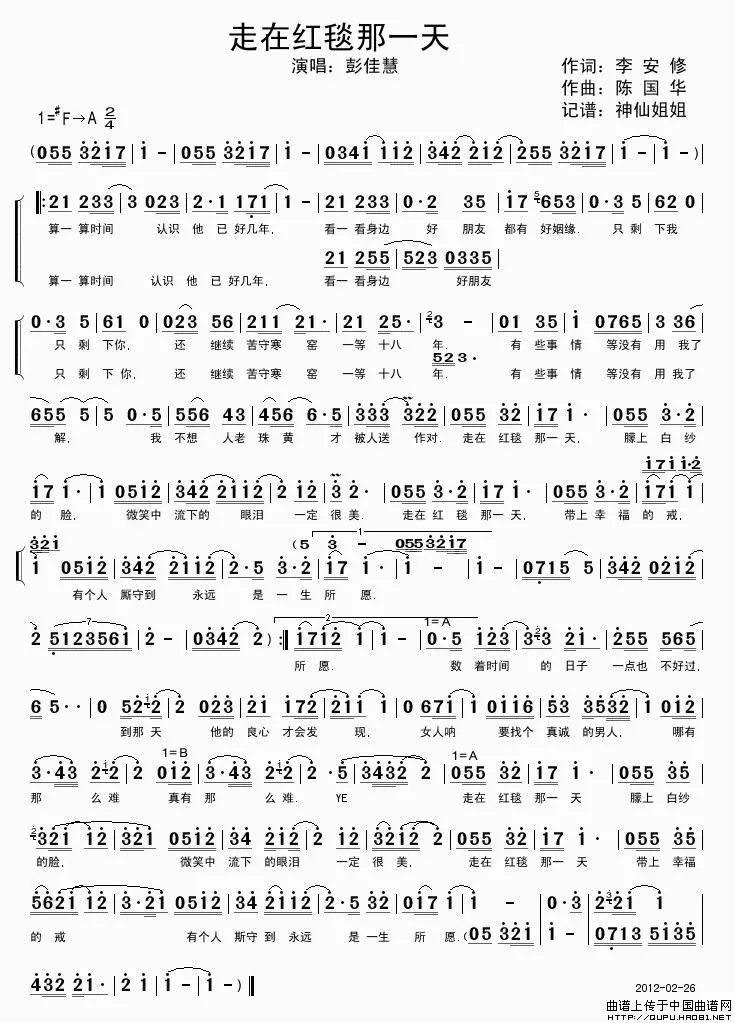 走在红毯那一天
演唱：彭佳慧
作词：李 安 修
作曲：陈 国 华
记谱：神仙姐姐
1=#F→A 2/4
(055 3217 | 1 - | 055 3217 | 1 - | 0341 112 | 342 212 | 255 3217 | 1 - | 1 - )
21 233 | 3 023 | 2·1 171 | 1 - | 21 233 | 0·2 35 | 17 5653 | 0·3 5 | 62 0
算一 算时间 认识 他 已 好几年， 看一 看身边 好 朋友 都有 好姻缘. 只 剩 下我
21 255 | 523 0335
算一 算时间 认识 他 已 好几年， 看一 看身边 好朋友
0·3 5 | 61 0 | 023 56 | 211 21· | 21 25· | 3 - | 01 35 | 1 0765 | 3 36
只 剩 下你， 还 继续 苦守寒 窑 一等 十八 年. 有 些事 情 等没有 用 我了
523·
只 剩 下 你， 还 继续 苦守寒 窑 一等 十八 年. 有 些事 情 等没有 用 我了
655 5 | 5 0·5 | 556 43 | 456 6·5 | 333 322 | 055 32 | 17 1· | 055 3·2
解， 我 不想 人老 珠黄 才 被人送 作对. 走在 红毯 那一 天， 朦上 白纱
17 1·2
17 1· | 1 0512 | 342 2112 | 2 12 | 3 2· | 055 3·2 | 17 1· | 055 3·2 | 171 1
的 脸， 微笑中 流下的 眼泪 一定 很 美. 走在 红 毯 那一 天， 带上 幸 福 的 戒，
321
(5 3 - 0553217
1 0512 | 342 2112 | 2·5 3·2 | 1·2 1 | 1 - | 1 - | 0715 5 | 342 0212
有个人 厮守到 永远 是 一生 所 愿.
2 5123561 | 2 - | 0342 2) :| 1712 1 | 1 - | 0·5 123 | 33 21· | 255 565
1=A
所 愿. 数 着时间 的 日子 一点也 不好过，
6 5·· | 0 522 | 2 023 | 21 172 | 2 0671 | 1 0116 | 53 3532 | 1 012
到那 天 他的 良心 才会发 现， 女人呐 要找个 真诚 的男人， 哪有
1=B
1=A
3·43 22 | 2 012 | 3·43 22 | 2·5 | 3432 2 | 055 32 | 17 1 | 055 35
那 么难 真有 那 么难. YE 走在 红毯 那一 天 朦上 白纱
321 12 | 321 12 | 0512 34 | 212 2 | 12 32 | 2 - | 055 32 | 17 1· | 055 35
的脸， 微笑中 流下 的眼泪 一定 很 美， 走在 红毯 那一 天 带上 幸福
5621 12 | 3·21 | 0512 34 | 2112 2 | 2·5 32 | 1 - | 0·3 | 221 1
的 戒 有个人 斯守到 永远 是 一生 所 愿.(05 321 | 0713 5135
432 21· | 2 · 1 | 1 - | 1 - )
2012-02-26
曲谱上传于中国曲谱网
HTTP://QUPU.HAO81.NET